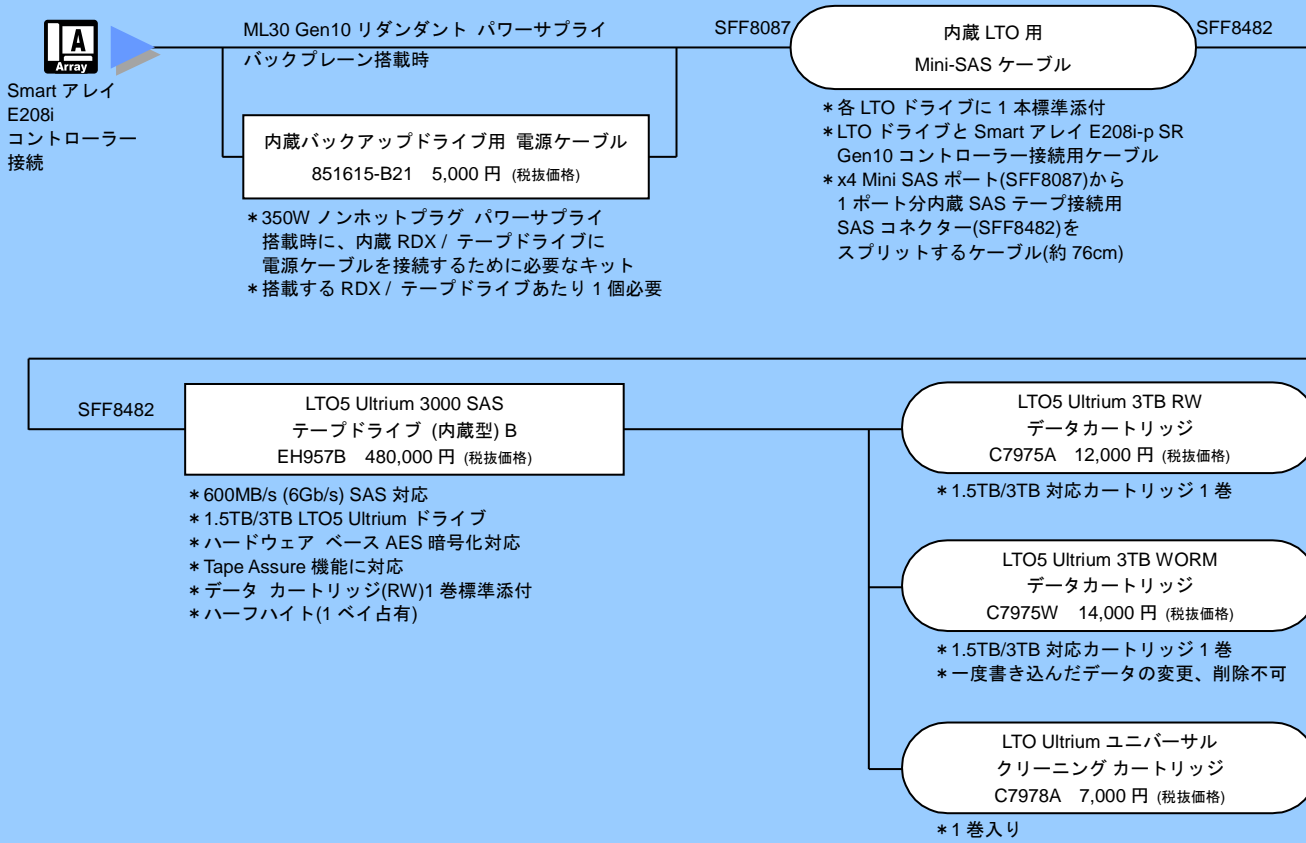 A
Array
Smart アレイ
E208i
コントローラー
接続
ML30 Gen10 リダンダント パワーサプライ
バックプレーン搭載時
内蔵バックアップドライブ用 電源ケーブル
851615-B21 5,000 円 (税抜価格)
*350W ノンホットプラグ パワーサプライ
搭載時に、内蔵 RDX / テープドライブに
電源ケーブルを接続するために必要なキット
*搭載する RDX / テープドライブあたり 1 個必要
SFF8087
内蔵 LTO 用
Mini-SAS ケーブル
SFF8482
*各 LTO ドライブに 1 本標準添付
*LTO ドライブと Smart アレイ E208i-p SR
Gen10 コントローラー接続用ケーブル
*x4 Mini SAS ポート(SFF8087)から
1 ポート分内蔵 SAS テープ接続用
SAS コネクター(SFF8482)を
スプリットするケーブル(約 76cm)
SFF8482
LTO5 Ultrium 3000 SAS
テープドライブ (内蔵型) B
EH957B 480,000 円 (税抜価格)
*600MB/s (6Gb/s) SAS 対応
*1.5TB/3TB LTO5 Ultrium ドライブ
*ハードウェア ベース AES 暗号化対応
*Tape Assure 機能に対応
*データ カートリッジ(RW)1 巻標準添付
*ハーフハイト(1 ベイ占有)
LTO5 Ultrium 3TB RW
データカートリッジ
C7975A 12,000 円 (税抜価格)
*1.5TB/3TB 対応カートリッジ 1 巻
LTO5 Ultrium 3TB WORM
データカートリッジ
C7975W 14,000 円 (税抜価格)
*1.5TB/3TB 対応カートリッジ 1 巻
*一度書き込んだデータの変更、削除不可
LTO Ultrium ユニバーサル
クリーニング カートリッジ
C7978A 7,000 円 (税抜価格)
*1 巻入り